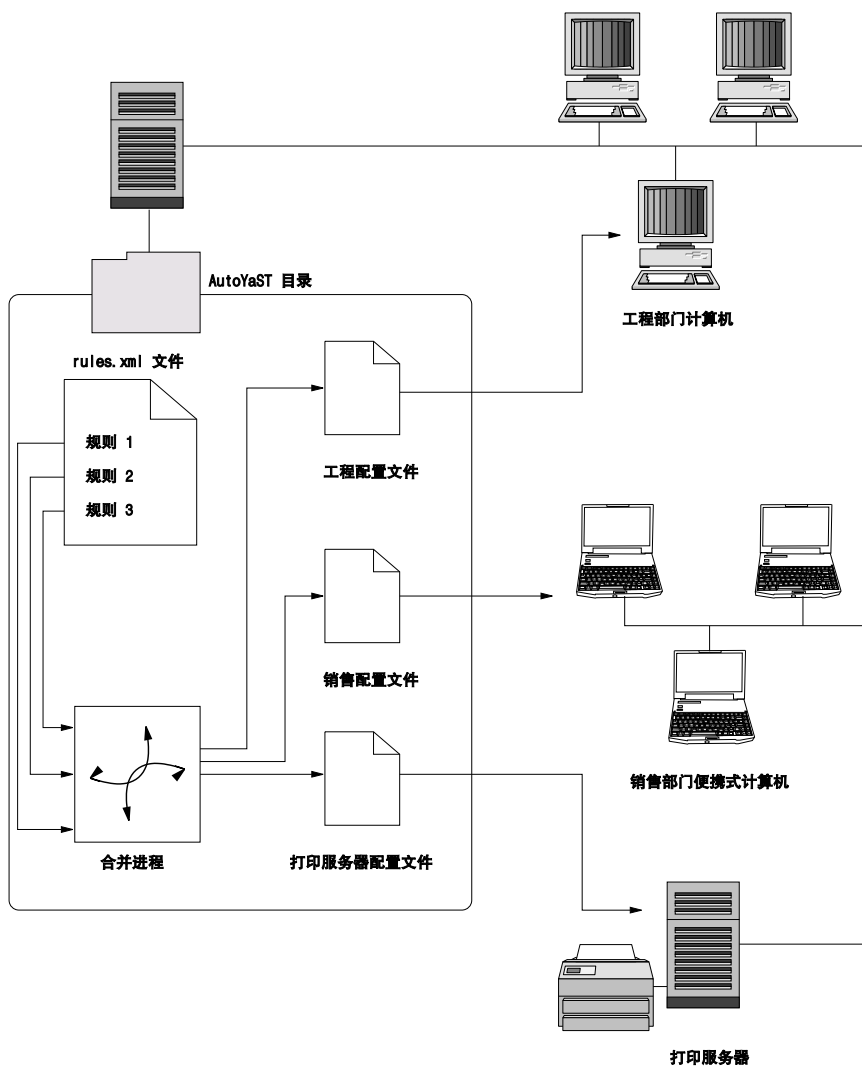 AutoYaST 目录
工程部门计算机
rules.xml 文件
规则 1
规则 2
规则 3
工程配置文件
销售配置文件
销售部门便携式计算机
合并进程
打印服务器配置文件
打印服务器